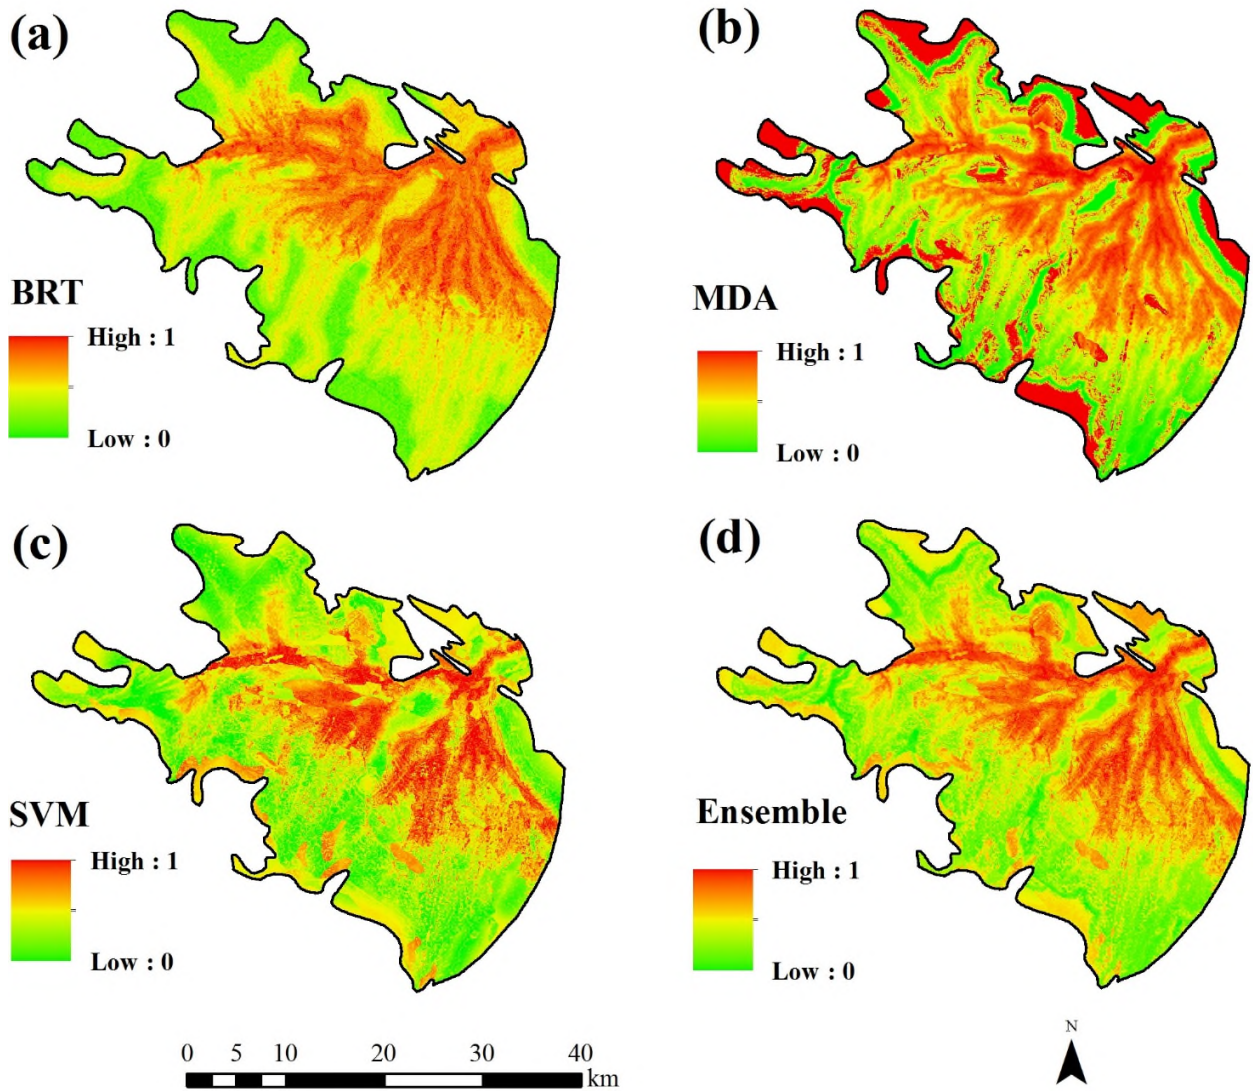 (a)
BRT
High : 1
Low : 0
(b)
MDA
High : 1
Low : 0
(c)
SVM
High : 1
Low : 0
(d)
Ensemble
High : 1
Low : 0
0 5 10 20 30 40
km
N